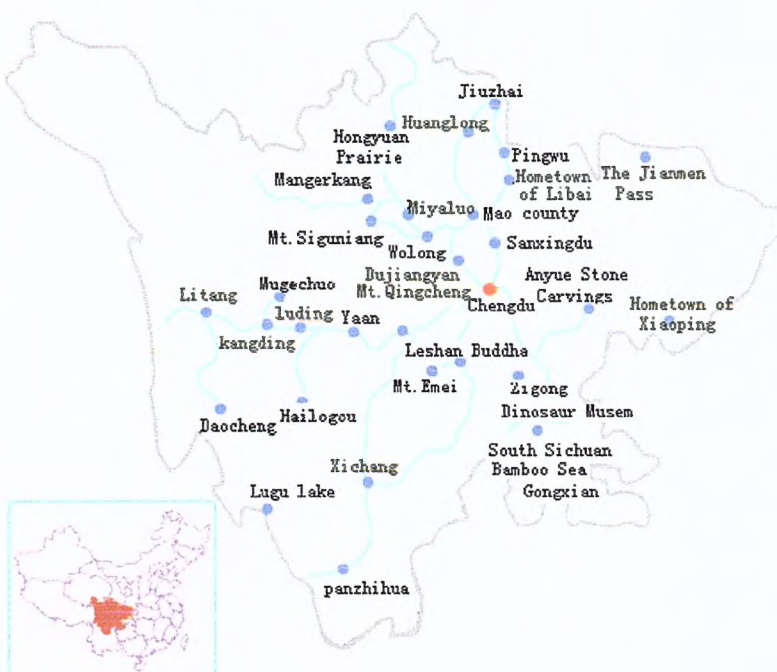 Jiuzhai
Huanglong
Hongyuan
Prairie
Pingwu
Hometown
of Libai
The Jianmen
Pass
Mangerkang
Miyaluo
Mao county
Mt. Siguniang
Wolong
Sanxingdu
Dujiangyan
Mt. Qingcheng
Chengdu
Anyue Stone
Carvings
Litang
Mugechuo
luding
Yaan
Hometown of
Xiaoping
kangding
Leshan Buddha
Mt. Emei
Zigong
Dinosaur Musem
Daocheng
Hailogou
South Sichuan
Bamboo Sea
Gongxian
Xichang
Lugu lake
panzhihua